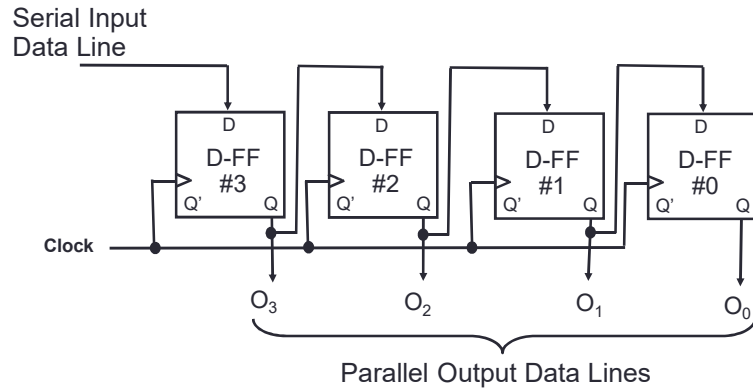 Serial Input
Data Line
D
D
D
D
D-FF
#3
D-FF
#2
D-FF
#1
D-FF
#0
Q’
Q
Q’
Q
Q’
Q
Q’
Q
Clock
O3
O2
O1
O0
Parallel Output Data Lines